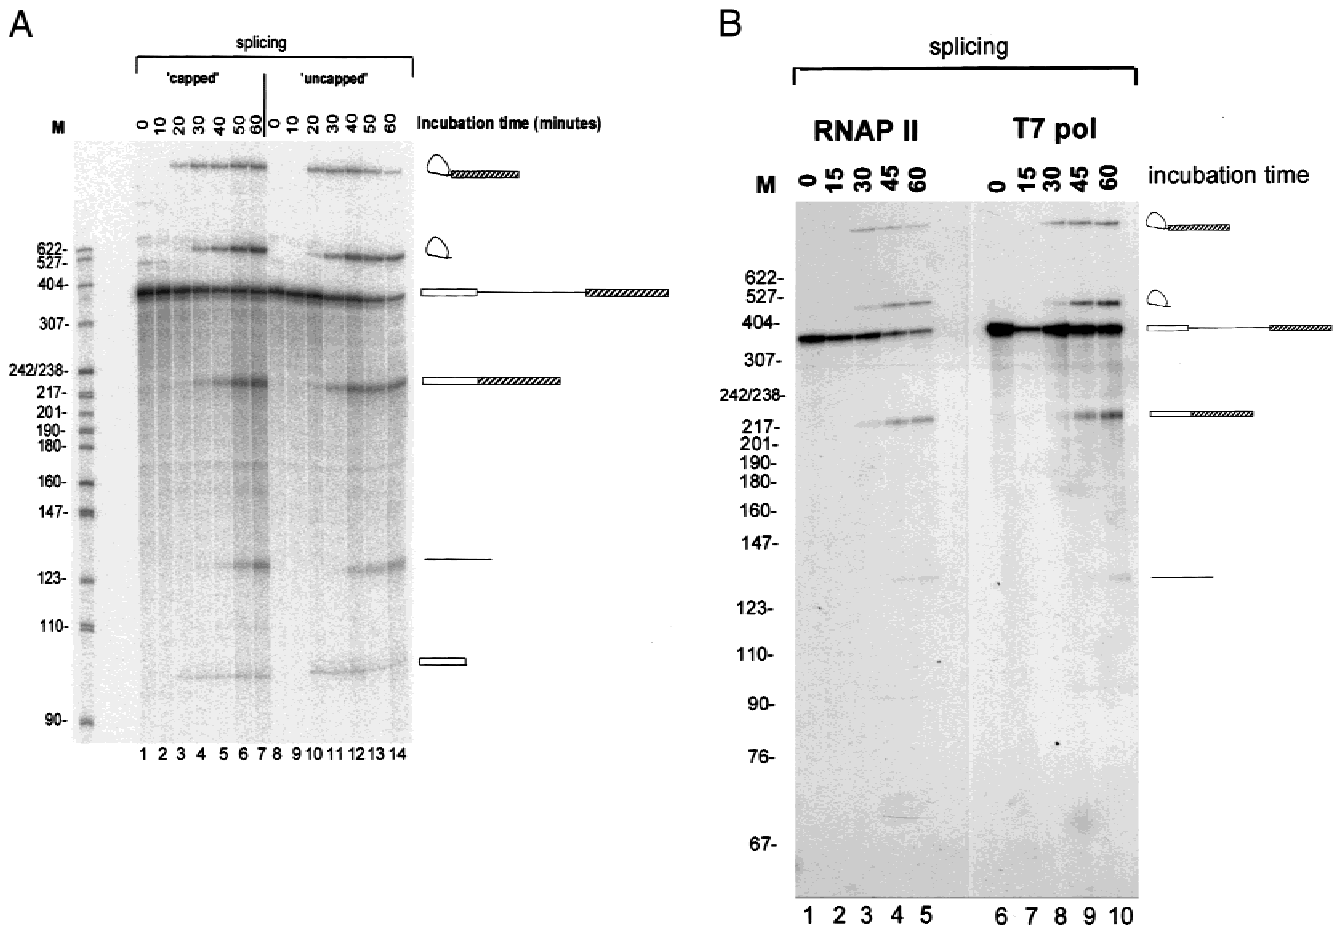 A
splicing
"capped"
"uncapped"
M
0 10 20 30 40 50 60 0 10 20 30 40 50 60
Incubation time (minutes)
622-
527-
404-
307-
242/238-
217-
201-
190-
180-
160-
147-
123-
110-
90-
1 2 3 4 5 6 7 8 9 10 11 12 13 14
B
splicing
RNAP II
T7 pol
M
0 15 30 45 60 0 15 30 45 60
incubation time
622-
527-
404-
307-
242/238-
217-
201-
190-
180-
160-
147-
123-
110-
90-
76-
67-
1 2 3 4 5 6 7 8 9 10